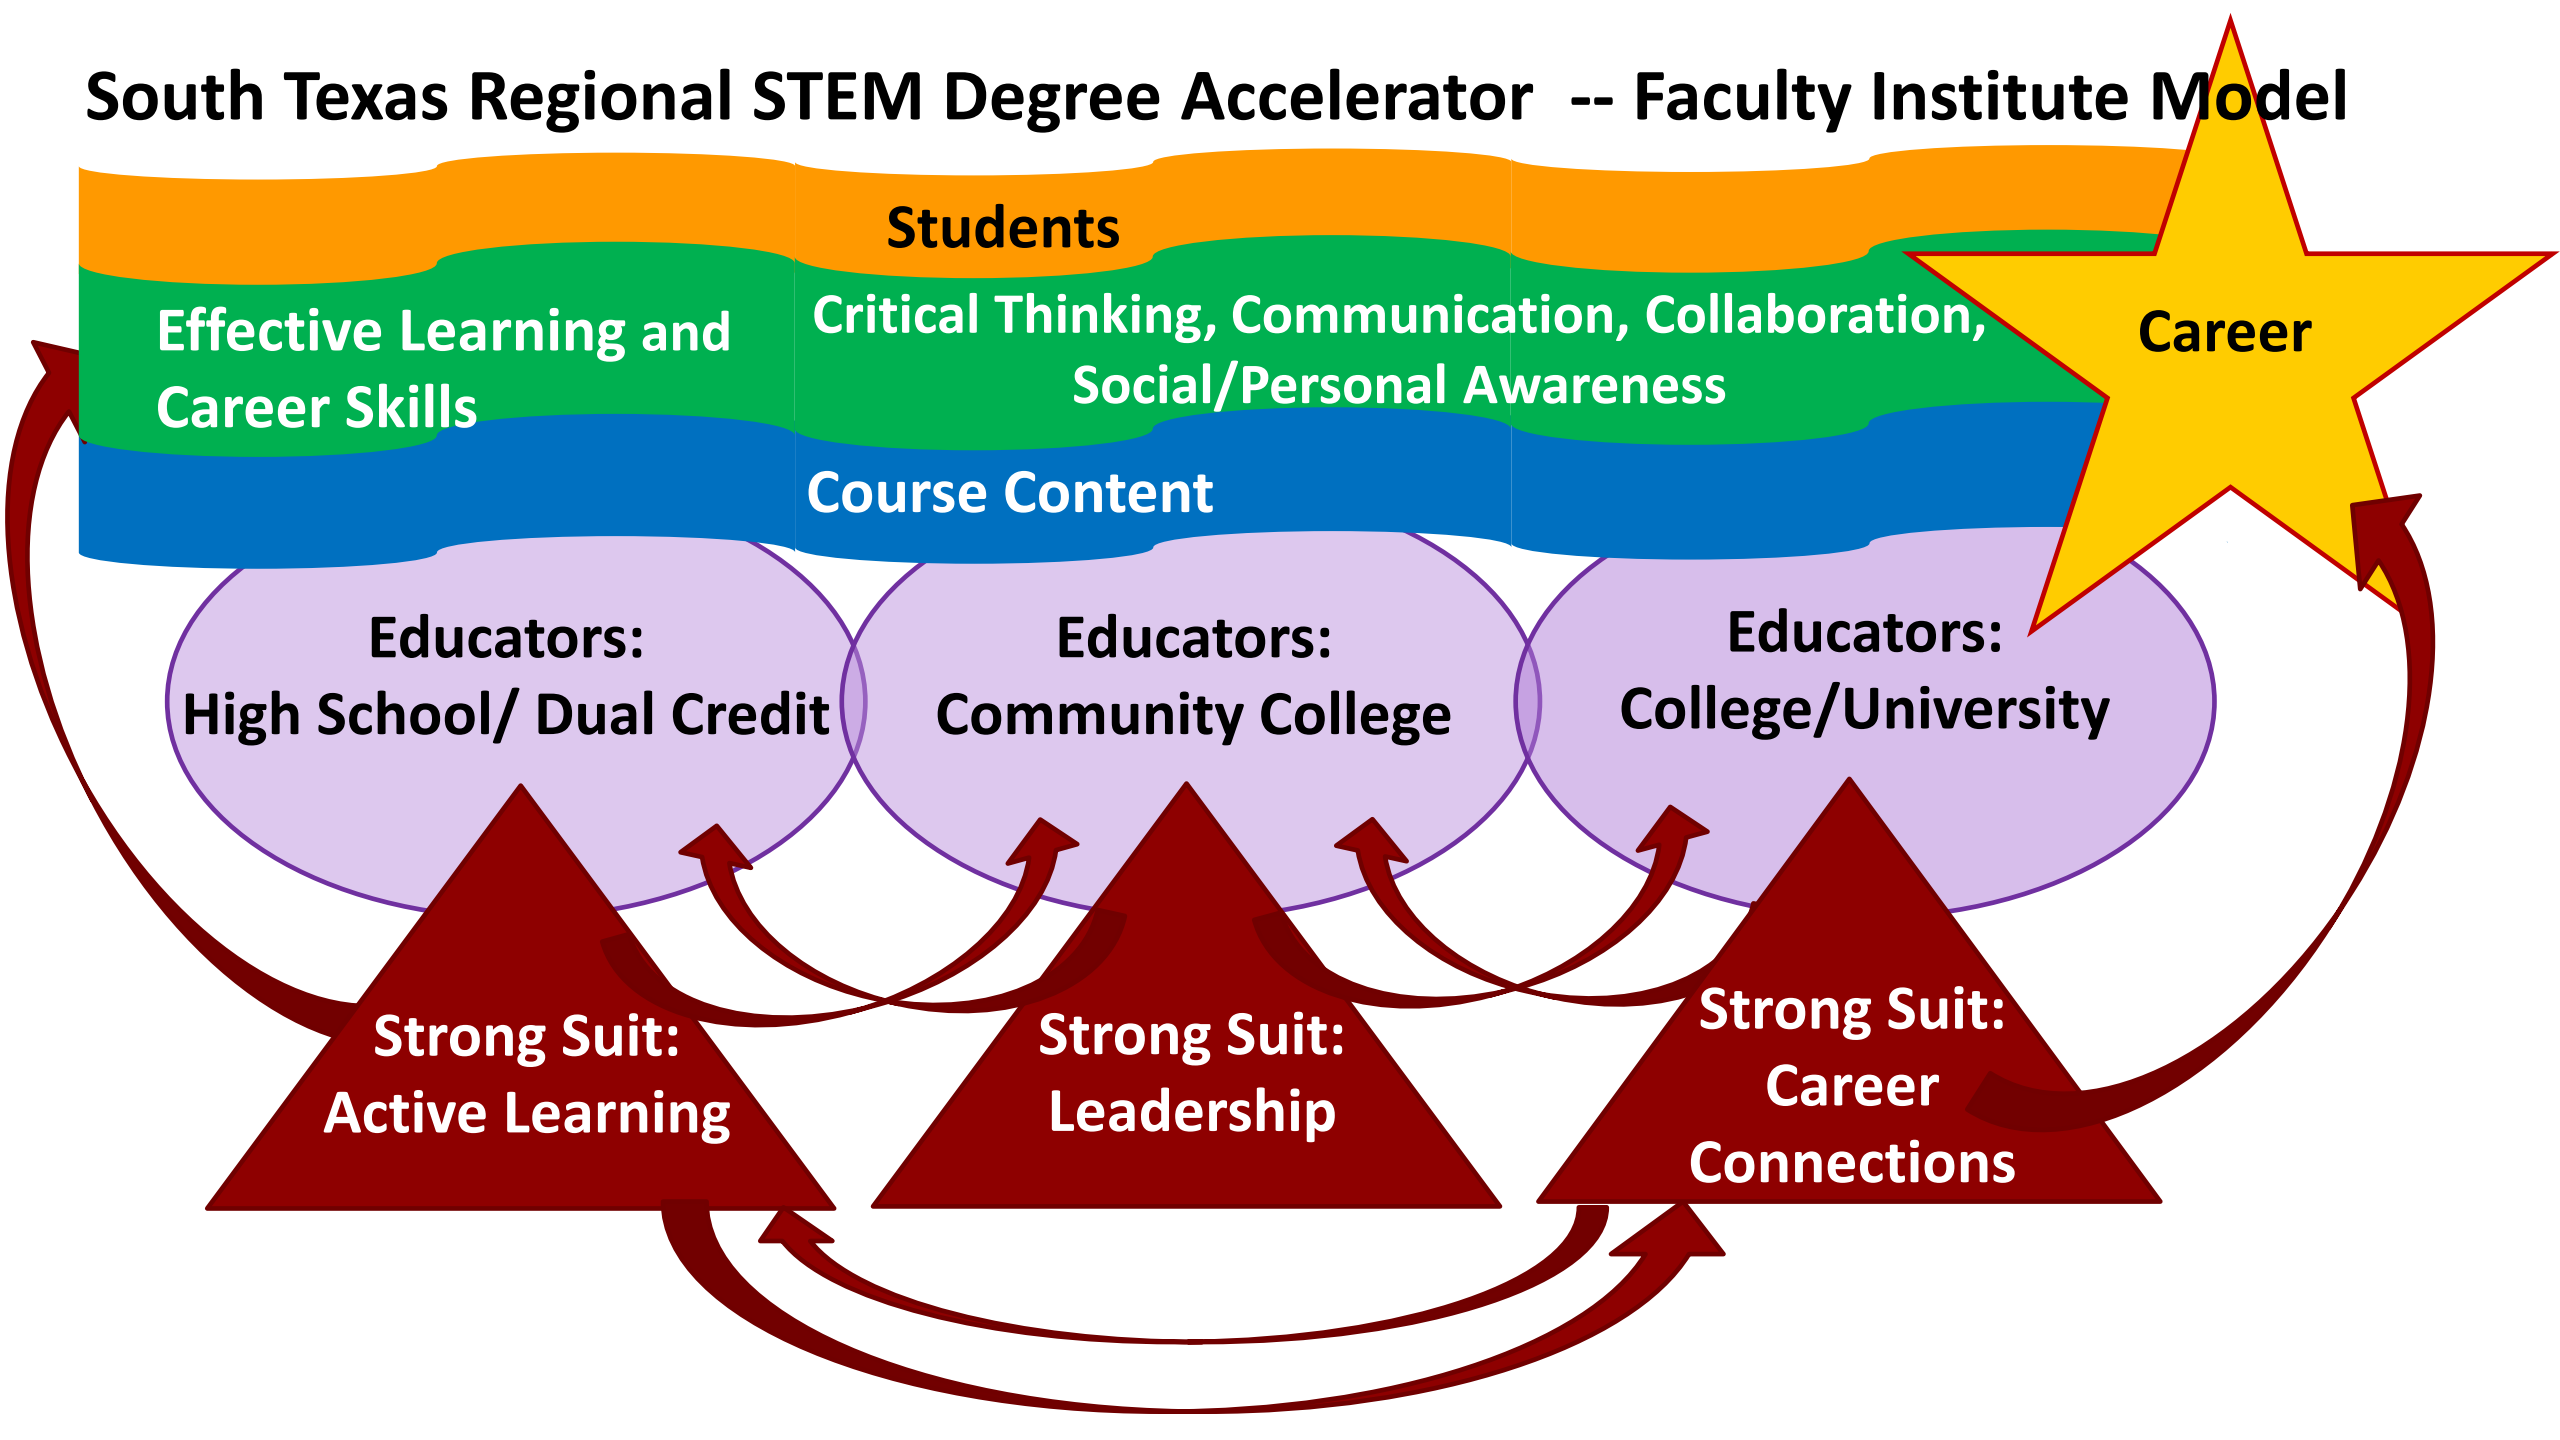 South Texas Regional STEM Degree Accelerator -- Faculty Institute Model
Students
Effective Learning and
Career Skills
Critical Thinking, Communication, Collaboration,
Social/Personal Awareness
Career
Course Content
Educators:
High School/ Dual Credit
Educators:
Community College
Educators:
College/University
Strong Suit:
Active Learning
Strong Suit:
Leadership
Strong Suit:
Career
Connections